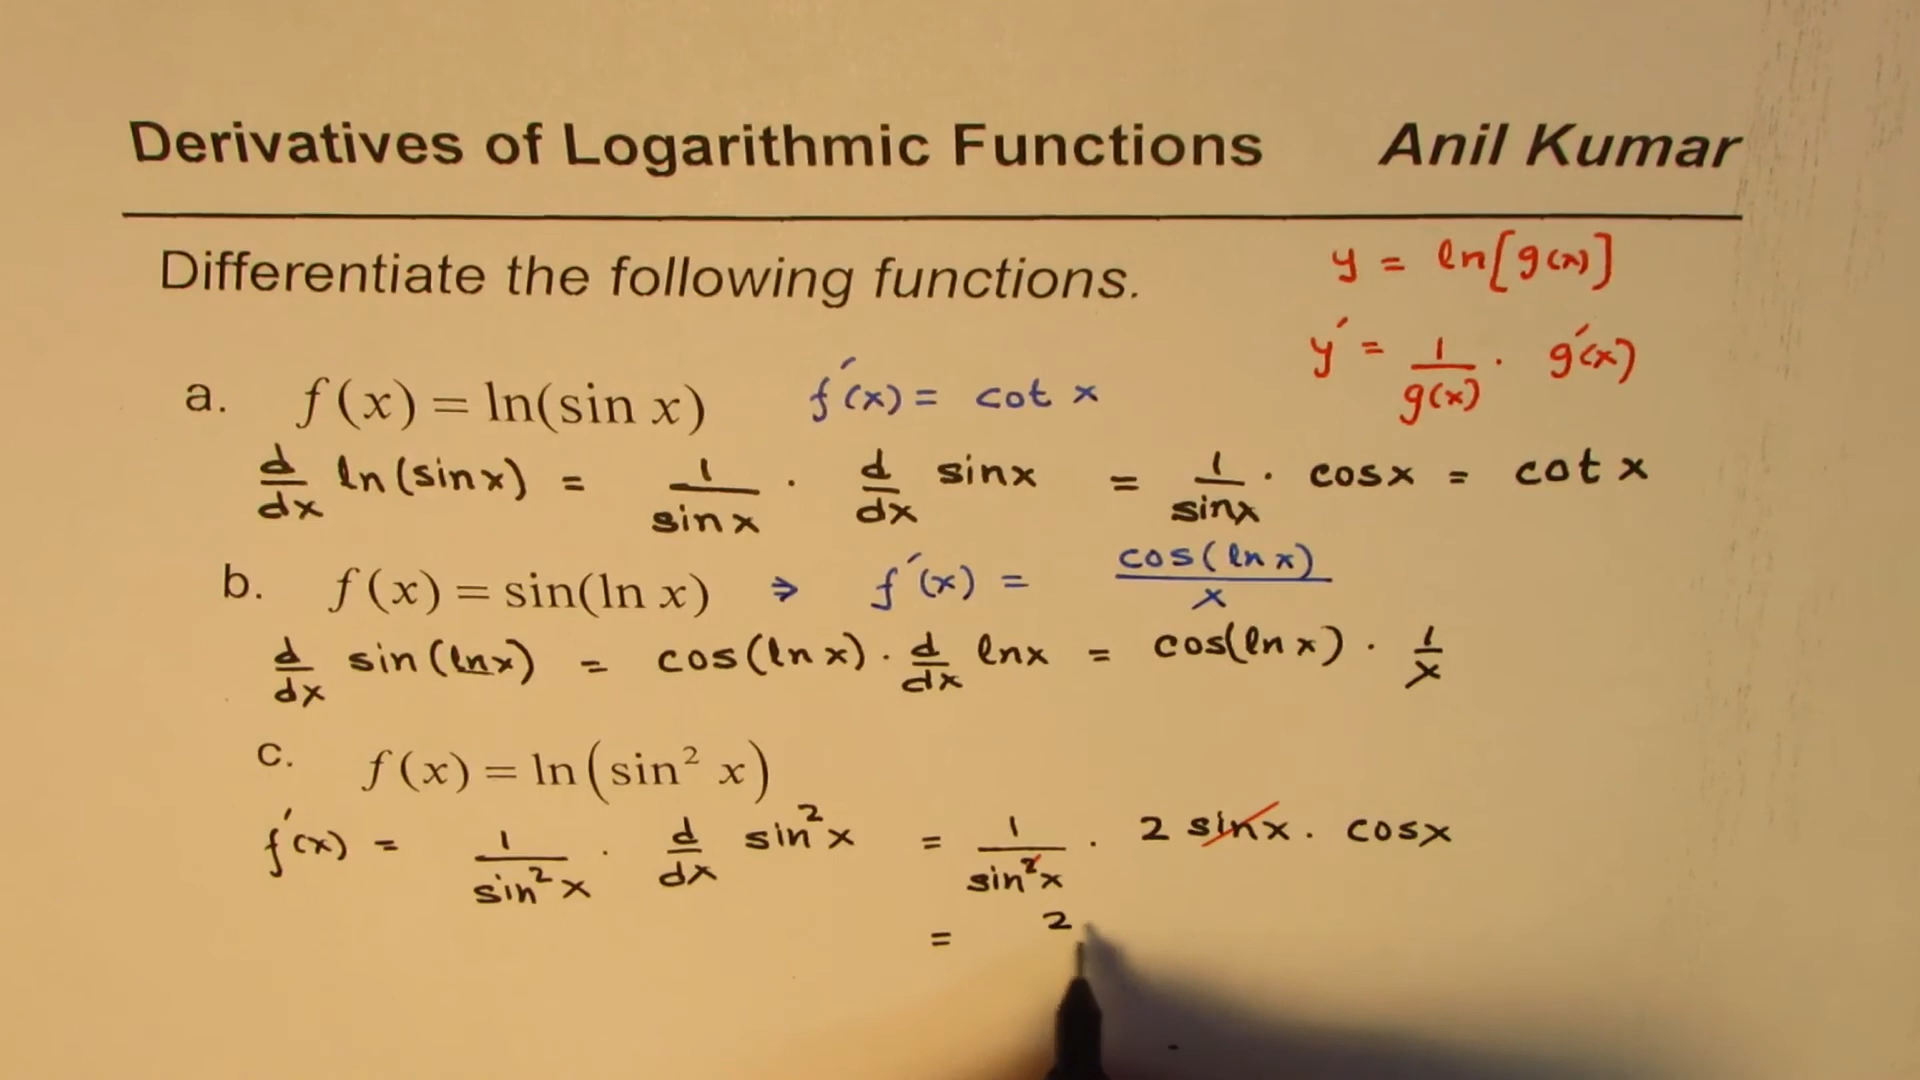 Derivatives of Logarithmic Functions Anil Kumar
Differentiate the following functions.
y = ln[g(x)]
y′ = 1/g(x) · g′(x)
a. f(x) = ln(sin x) f′(x) = cot x
d/dx ln(sinx) = 1/sinx · d/dx sinx = 1/sinx · cosx = cot x
b. f(x) = sin(ln x) ⇒ f′(x) = cos(ln x)/x
d/dx sin(lnx) = cos(ln x) · d/dx lnx = cos(ln x) · 1/x
c. f(x) = ln(sin² x)
f′(x) = 1/sin²x · d/dx sin²x = 1/sin²x · 2 sinx · cosx
= 2